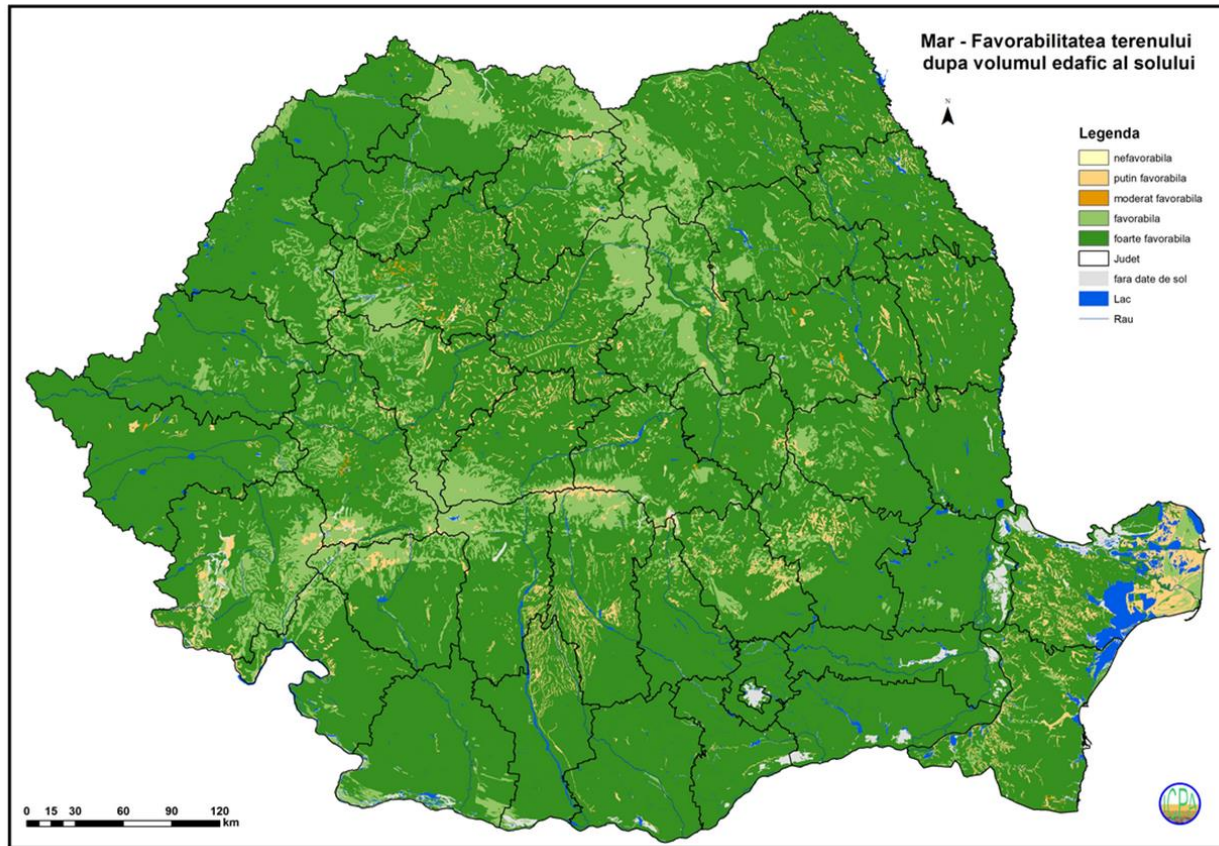 Mar - Favorabilitatea terenului
dupa volumul edafic al solului
N
Legenda
nefavorabila
putin favorabila
moderat favorabila
favorabila
foarte favorabila
Judet
fara date de sol
Lac
Rau
0 15 30 60 90 120
km
ICPA